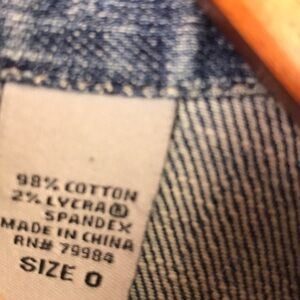 98% COTTON
2% LYCRA®
SPANDEX
MADE IN CHINA
RN# 79984
SIZE 0